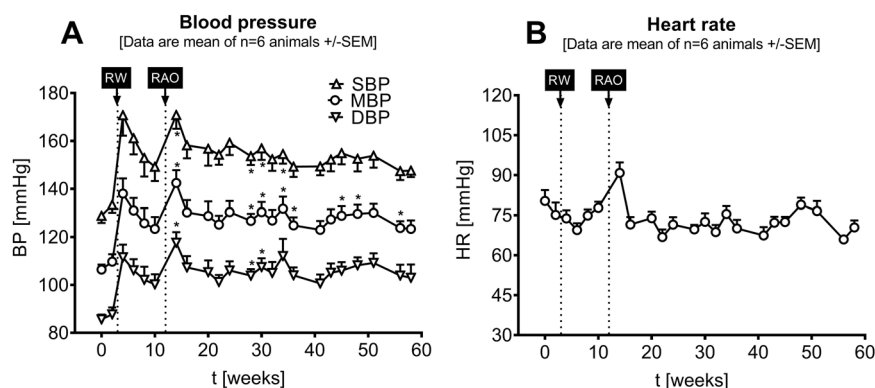 A
Blood pressure
[Data are mean of n=6 animals +/-SEM]
RW
RAO
SBP
MBP
DBP
180
160
140
120
100
80
BP [mmHg]
* * * * * * * * * * * * * * *
0 10 20 30 40 50 60
t [weeks]
B
Heart rate
[Data are mean of n=6 animals +/-SEM]
RW
RAO
120
105
90
75
60
45
30
HR [mmHg]
0 10 20 30 40 50 60
t [weeks]